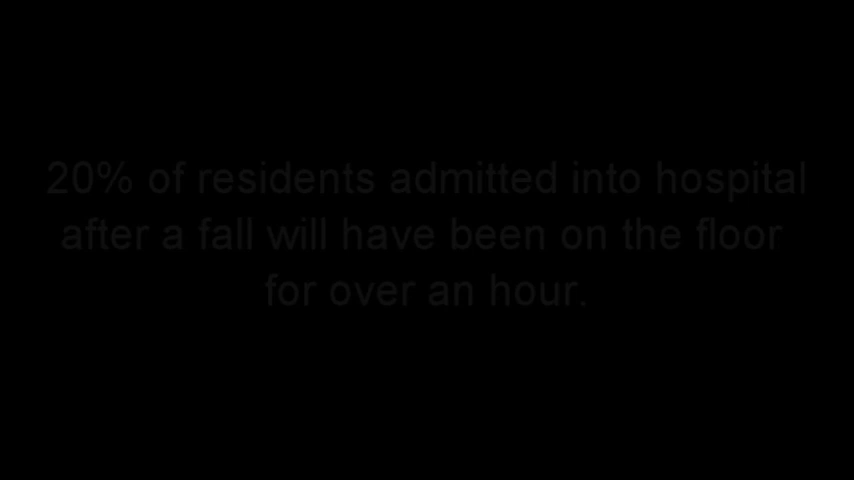 20% of residents admitted into hospital
after a fall will have been on the floor
for over an hour.